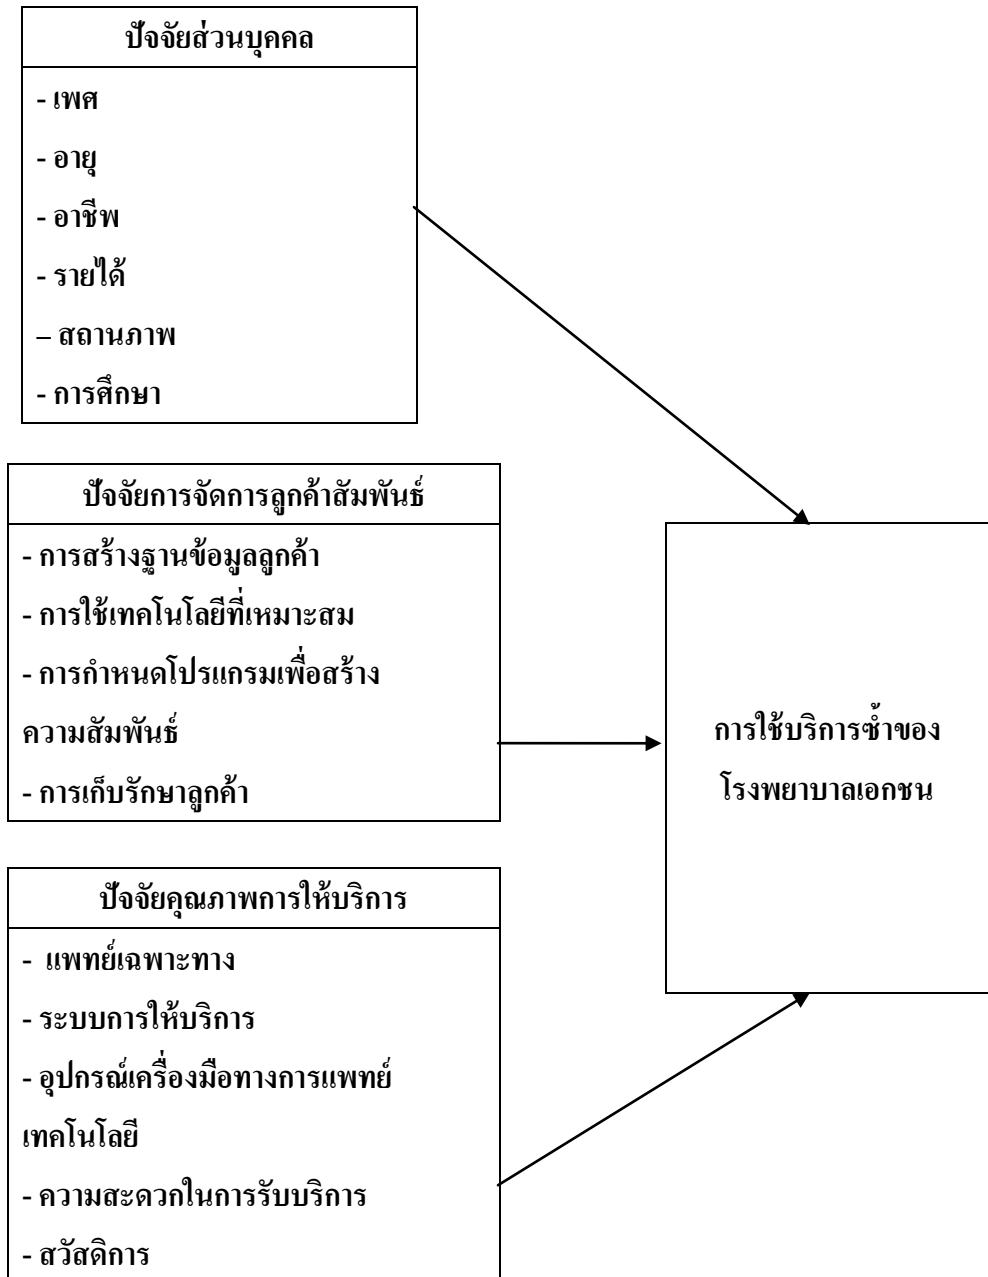 ปัจจัยส่วนบุคคล
- เพศ
- อายุ
- อาชีพ
- รายได้
– สถานภาพ
- การศึกษา
ปัจจัยการจัดการลูกค้าสัมพันธ์
- การสร้างฐานข้อมูลลูกค้า
- การใช้เทคโนโลยีที่เหมาะสม
- การกำหนดโปรแกรมเพื่อสร้าง
ความสัมพันธ์
- การเก็บรักษาลูกค้า
การใช้บริการซ้ำของ
โรงพยาบาลเอกชน
ปัจจัยคุณภาพการให้บริการ
- แพทย์เฉพาะทาง
- ระบบการให้บริการ
- อุปกรณ์เครื่องมือทางการแพทย์
เทคโนโลยี
- ความสะดวกในการรับบริการ
- สวัสดิการ